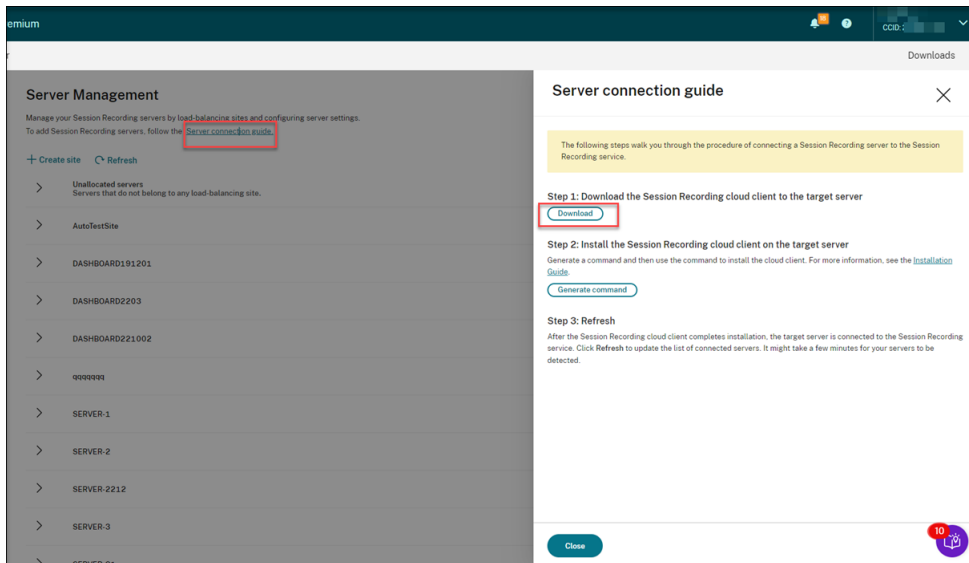 emium
CCID:
r
Downloads
Server Management
Manage your Session Recording servers by load-balancing sites and configuring server settings.
To add Session Recording servers, follow the Server connection guide.
+ Create site Refresh
Unallocated servers
Servers that do not belong to any load-balancing site.
AutoTestSite
DASHBOARD191201
DASHBOARD2203
DASHBOARD221002
qqqqqqq
SERVER-1
SERVER-2
SERVER-2212
SERVER-3
Server connection guide
The following steps walk you through the procedure of connecting a Session Recording server to the Session
Recording service.
Step 1: Download the Session Recording cloud client to the target server
Download
Step 2: Install the Session Recording cloud client on the target server
Generate a command and then use the command to install the cloud client. For more information, see the Installation
Guide.
Generate command
Step 3: Refresh
After the Session Recording cloud client completes installation, the target server is connected to the Session Recording
service. Click Refresh to update the list of connected servers. It might take a few minutes for your servers to be
detected.
10
Close